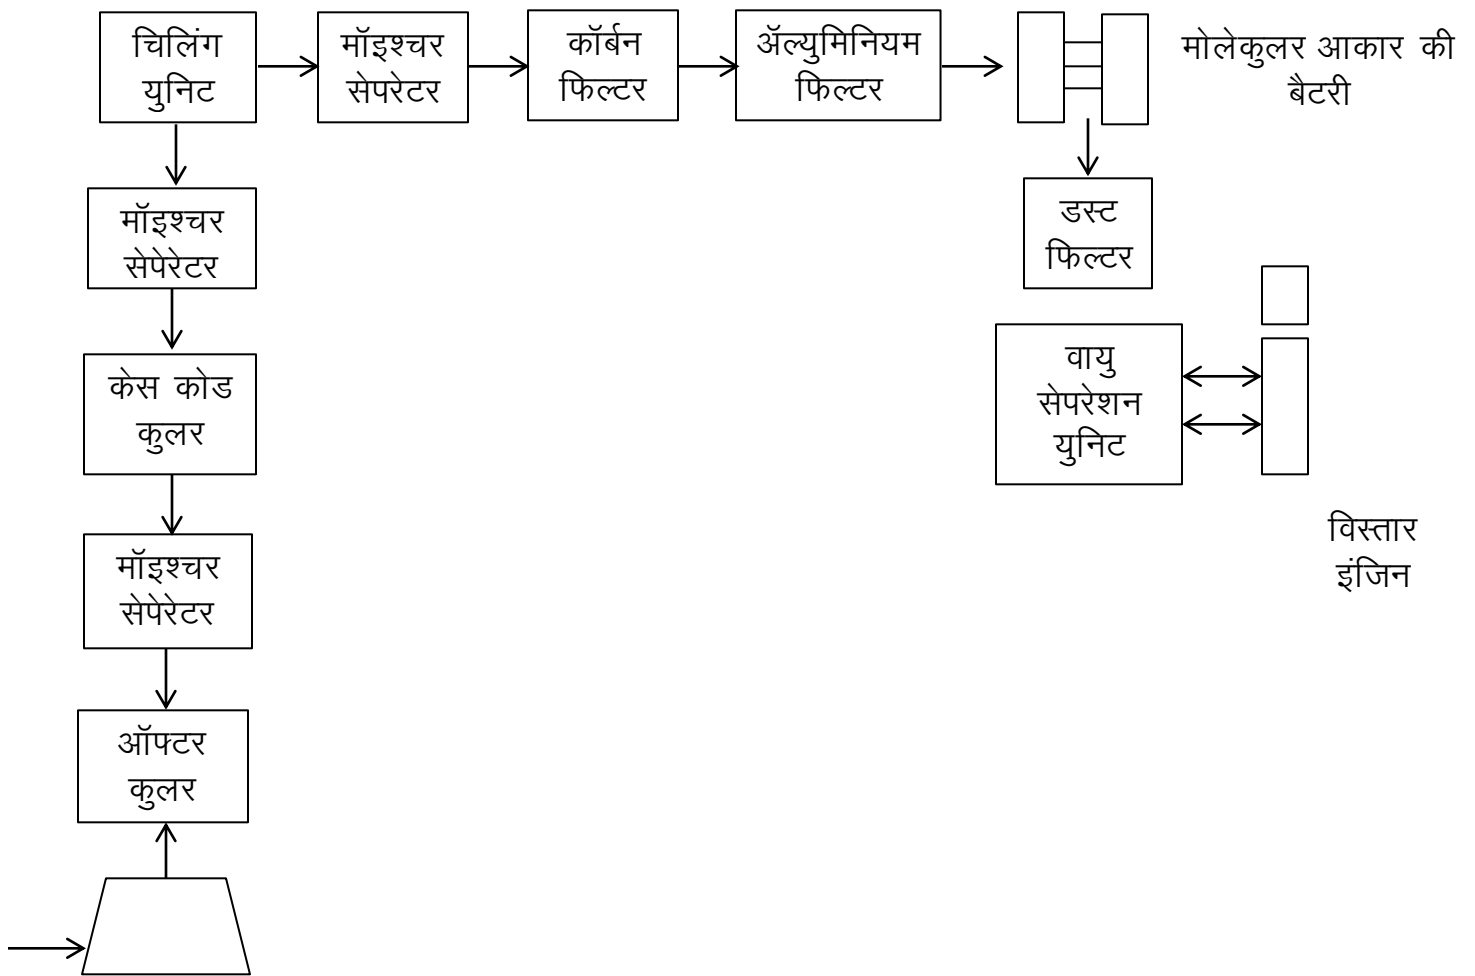 चिलिंग
युनिट
मॉइश्चर
सेपरेटर
कॉर्बन
फिल्टर
ॲल्युमिनियम
फिल्टर
मोलेकुलर आकार की
बैटरी
मॉइश्चर
सेपेरेटर
डस्ट
फिल्टर
केस कोड
कुलर
वायु
सेपरेशन
युनिट
मॉइश्चर
सेपेरेटर
विस्तार
इंजिन
ऑफ्टर
कुलर